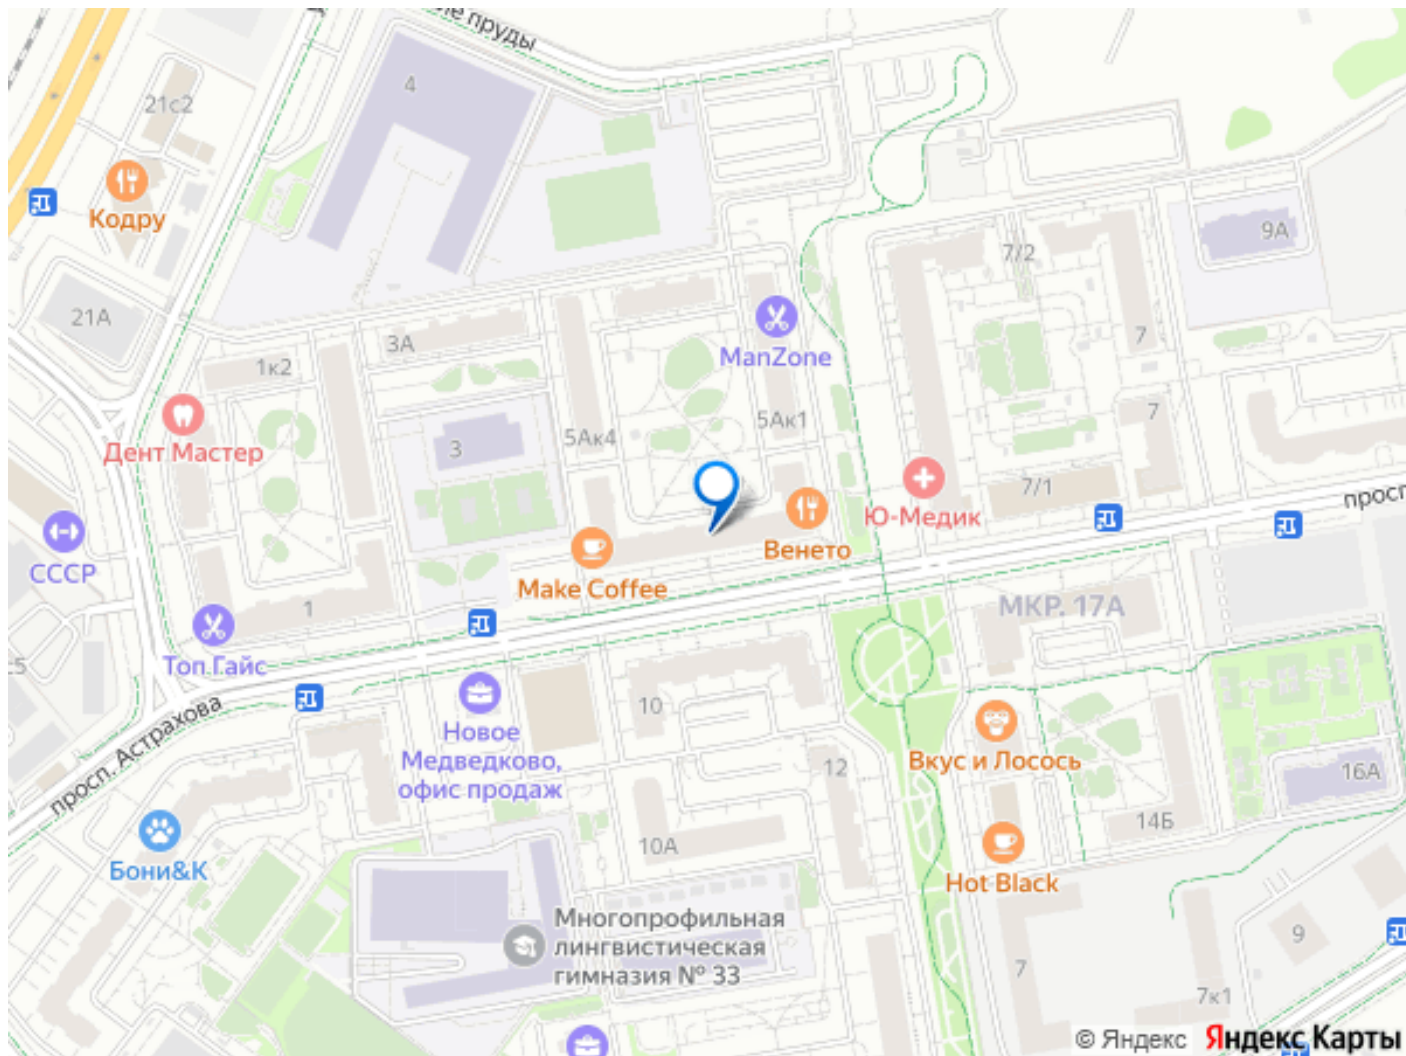 пруды
4
21с2
Кодру
9А
7/2
21А
3А
ManZone
7
1к2
7
Дент Мастер
3
5Ак4
5Ак1
7/1
Ю-Медик
Венето
СССР
Make Coffee
1
МКР. 17А
Топ Гайс
просп. Астрахова
10
Новое
Медведково,
офис продаж
12
Вкус и Лосось
16А
14Б
Бони&К
10А
Hot Black
Многопрофильная
лингвистическая
гимназия № 33
9
7
7к1
© Яндекс Яндекс Карты